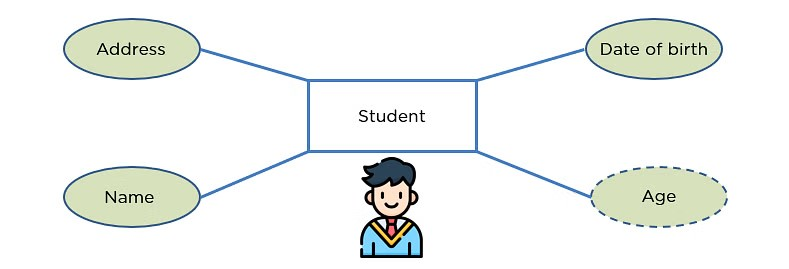 Address
Date of birth
Student
Name
Age